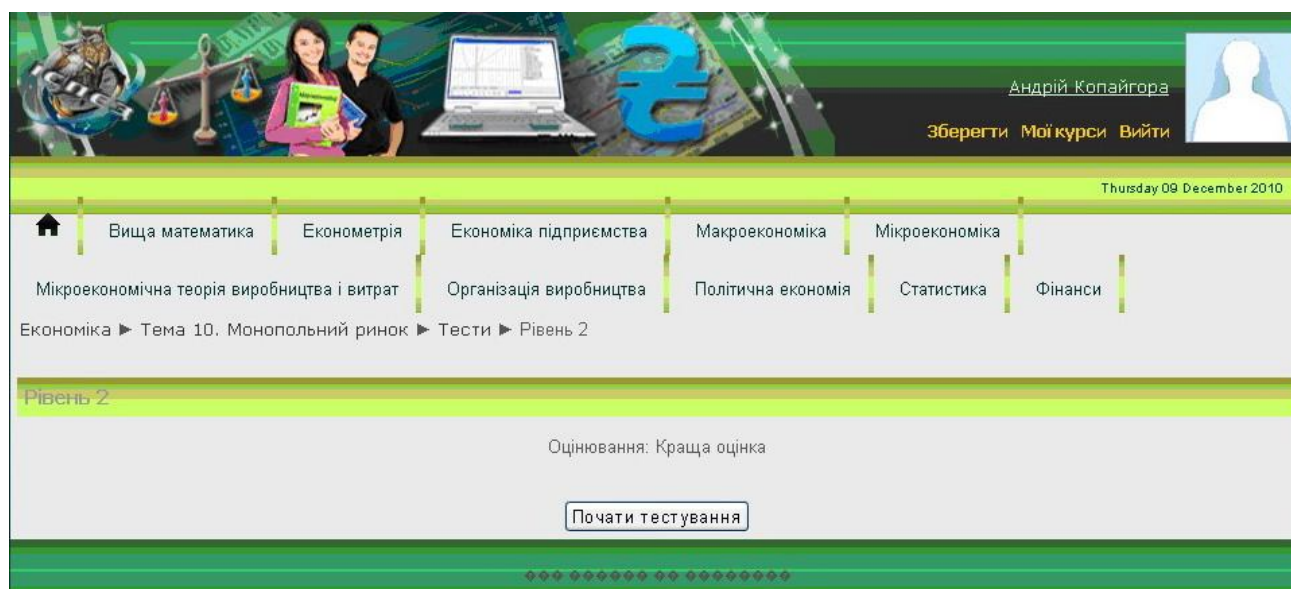 Андрій Копайгора
Зберегти Мої курси Вийти
Thursday 09 December 2010
Вища математика Економетрія Економіка підприємства Макроекономіка Мікроекономіка
Мікроекономічна теорія виробництва і витрат Організація виробництва Політична економія Статистика Фінанси
Економіка ► Тема 10. Монопольний ринок ► Тести ► Рівень 2
Рівень 2
Оцінювання: Краща оцінка
Почати тестування
��� ������ �� ��������